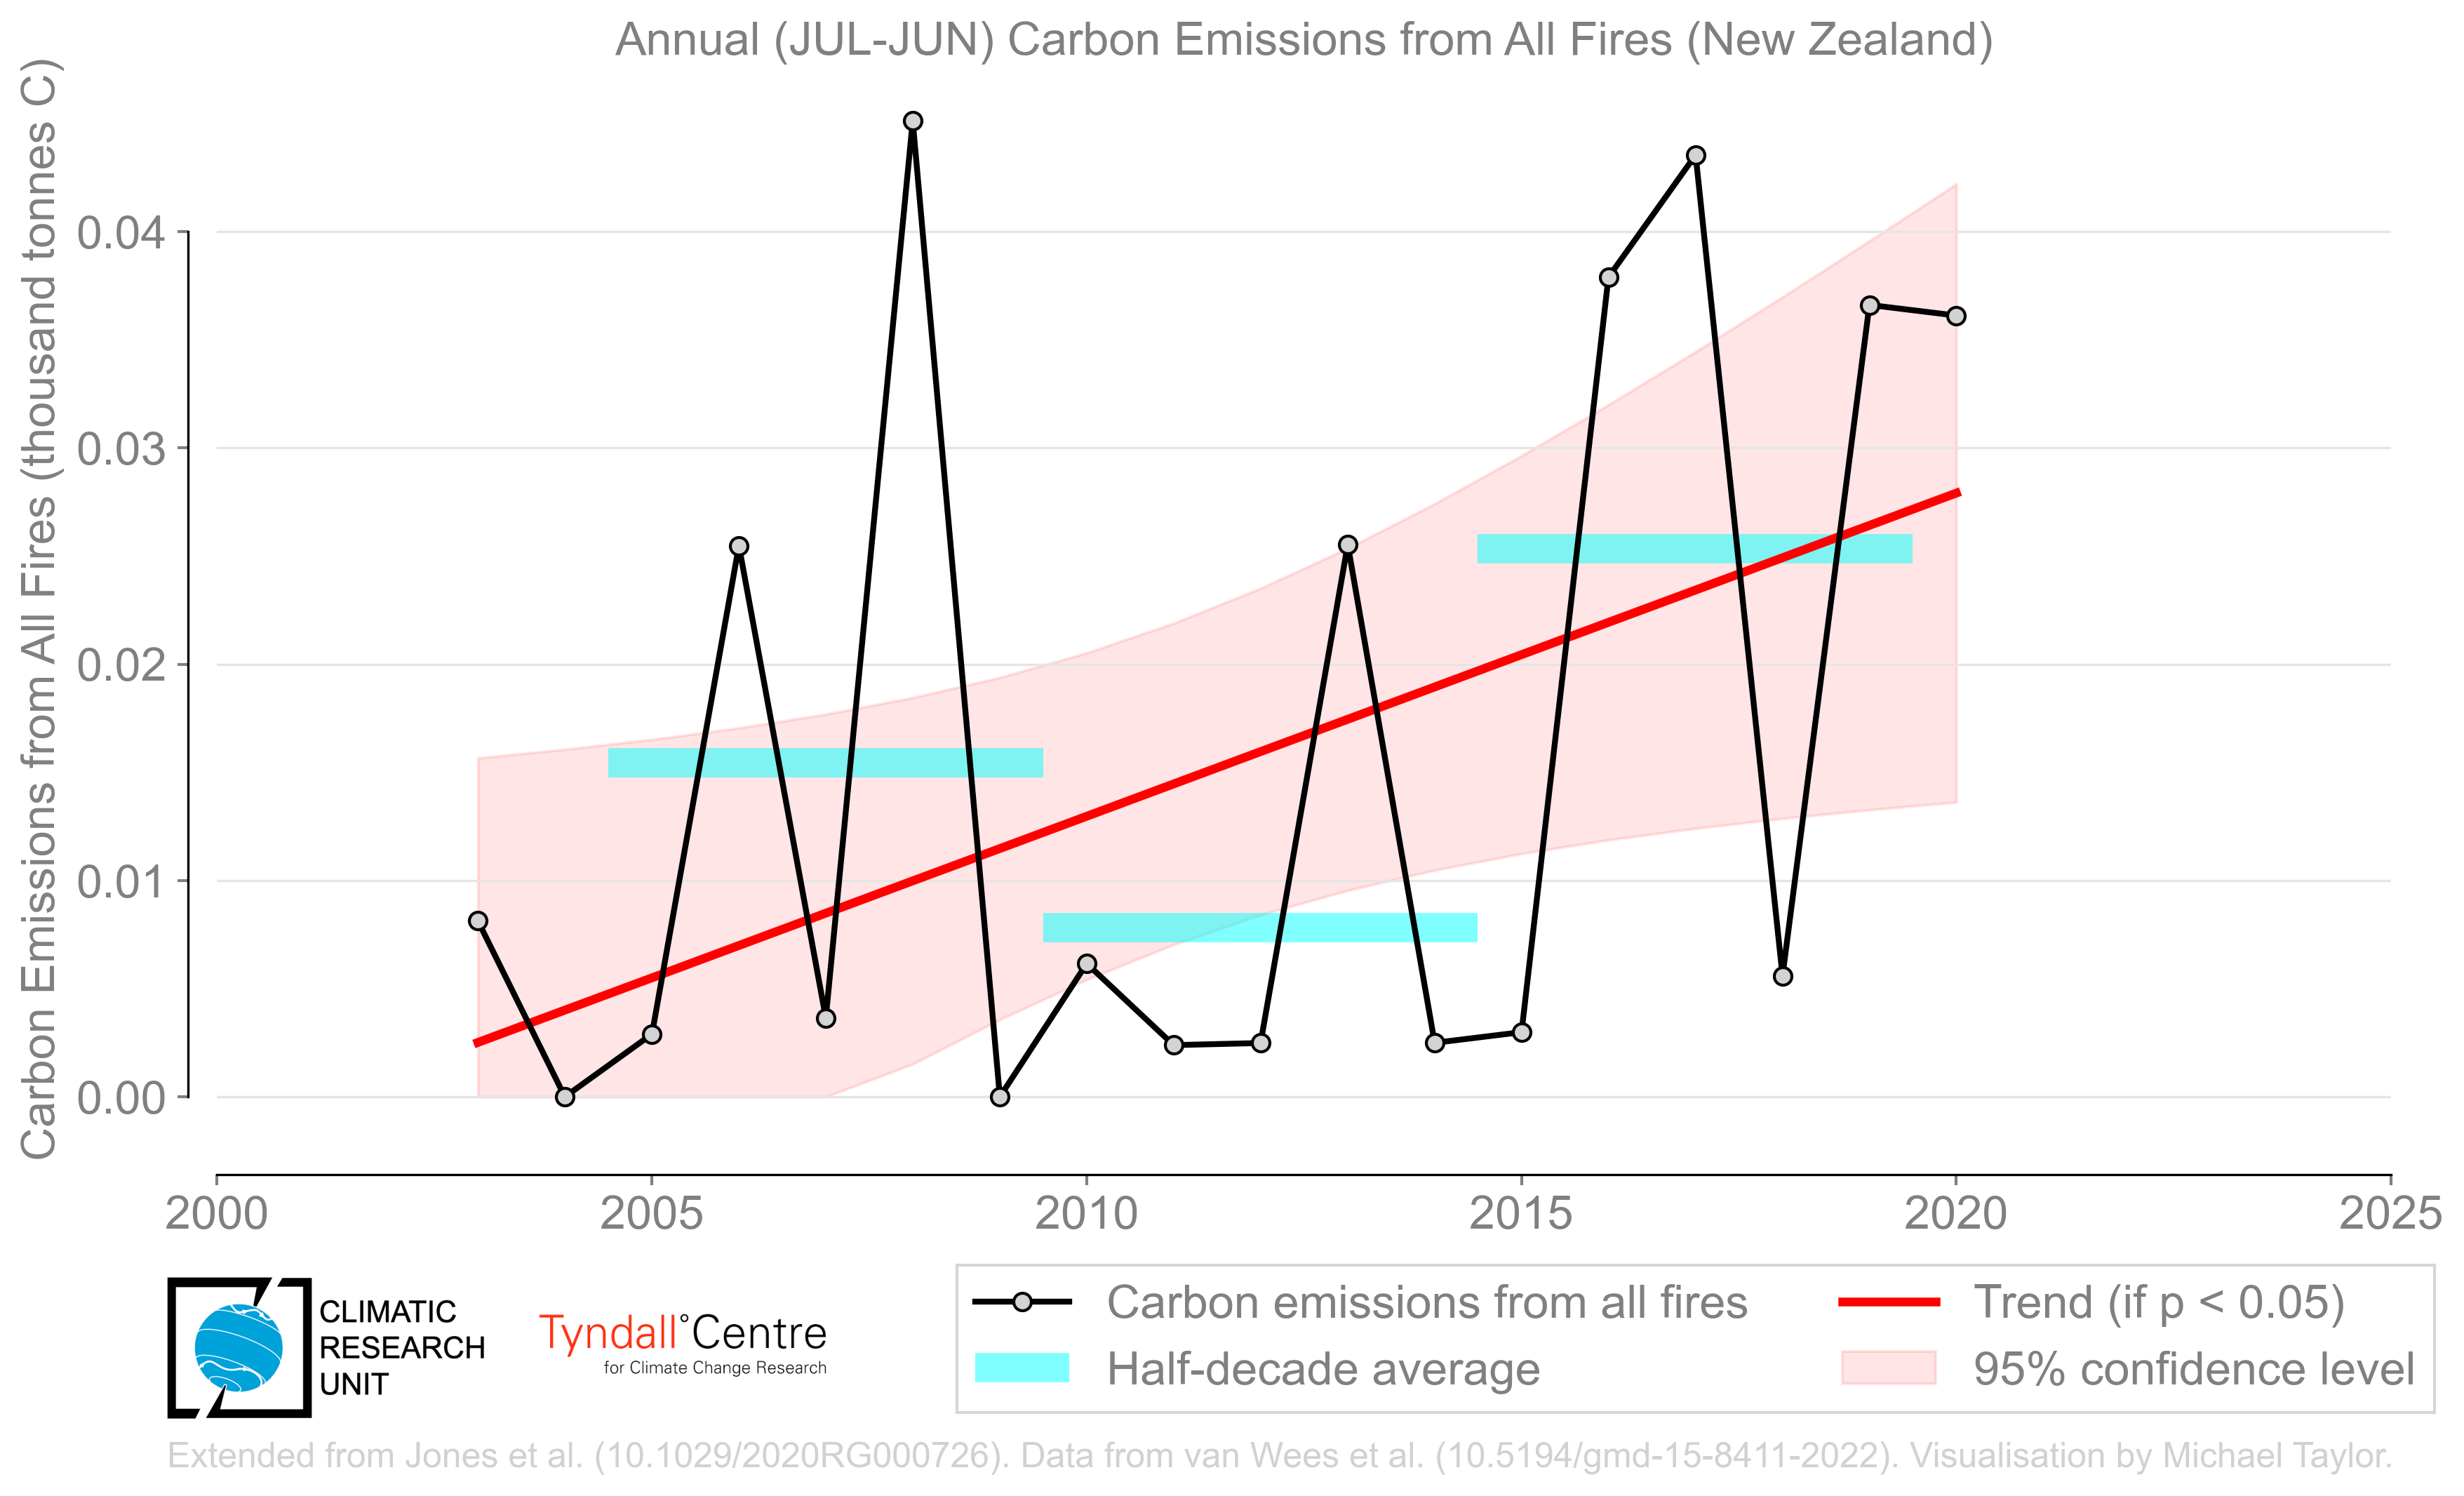 Annual (JUL-JUN) Carbon Emissions from All Fires (New Zealand)
Carbon Emissions from All Fires (thousand tonnes C)
0.04
0.03
0.02
0.01
0.00
2000 2005 2010 2015 2020 2025
CLIMATIC
RESEARCH
UNIT
Tyndall°Centre
for Climate Change Research
Carbon emissions from all fires
Half-decade average
Trend (if p < 0.05)
95% confidence level
Extended from Jones et al. (10.1029/2020RG000726). Data from van Wees et al. (10.5194/gmd-15-8411-2022). Visualisation by Michael Taylor.